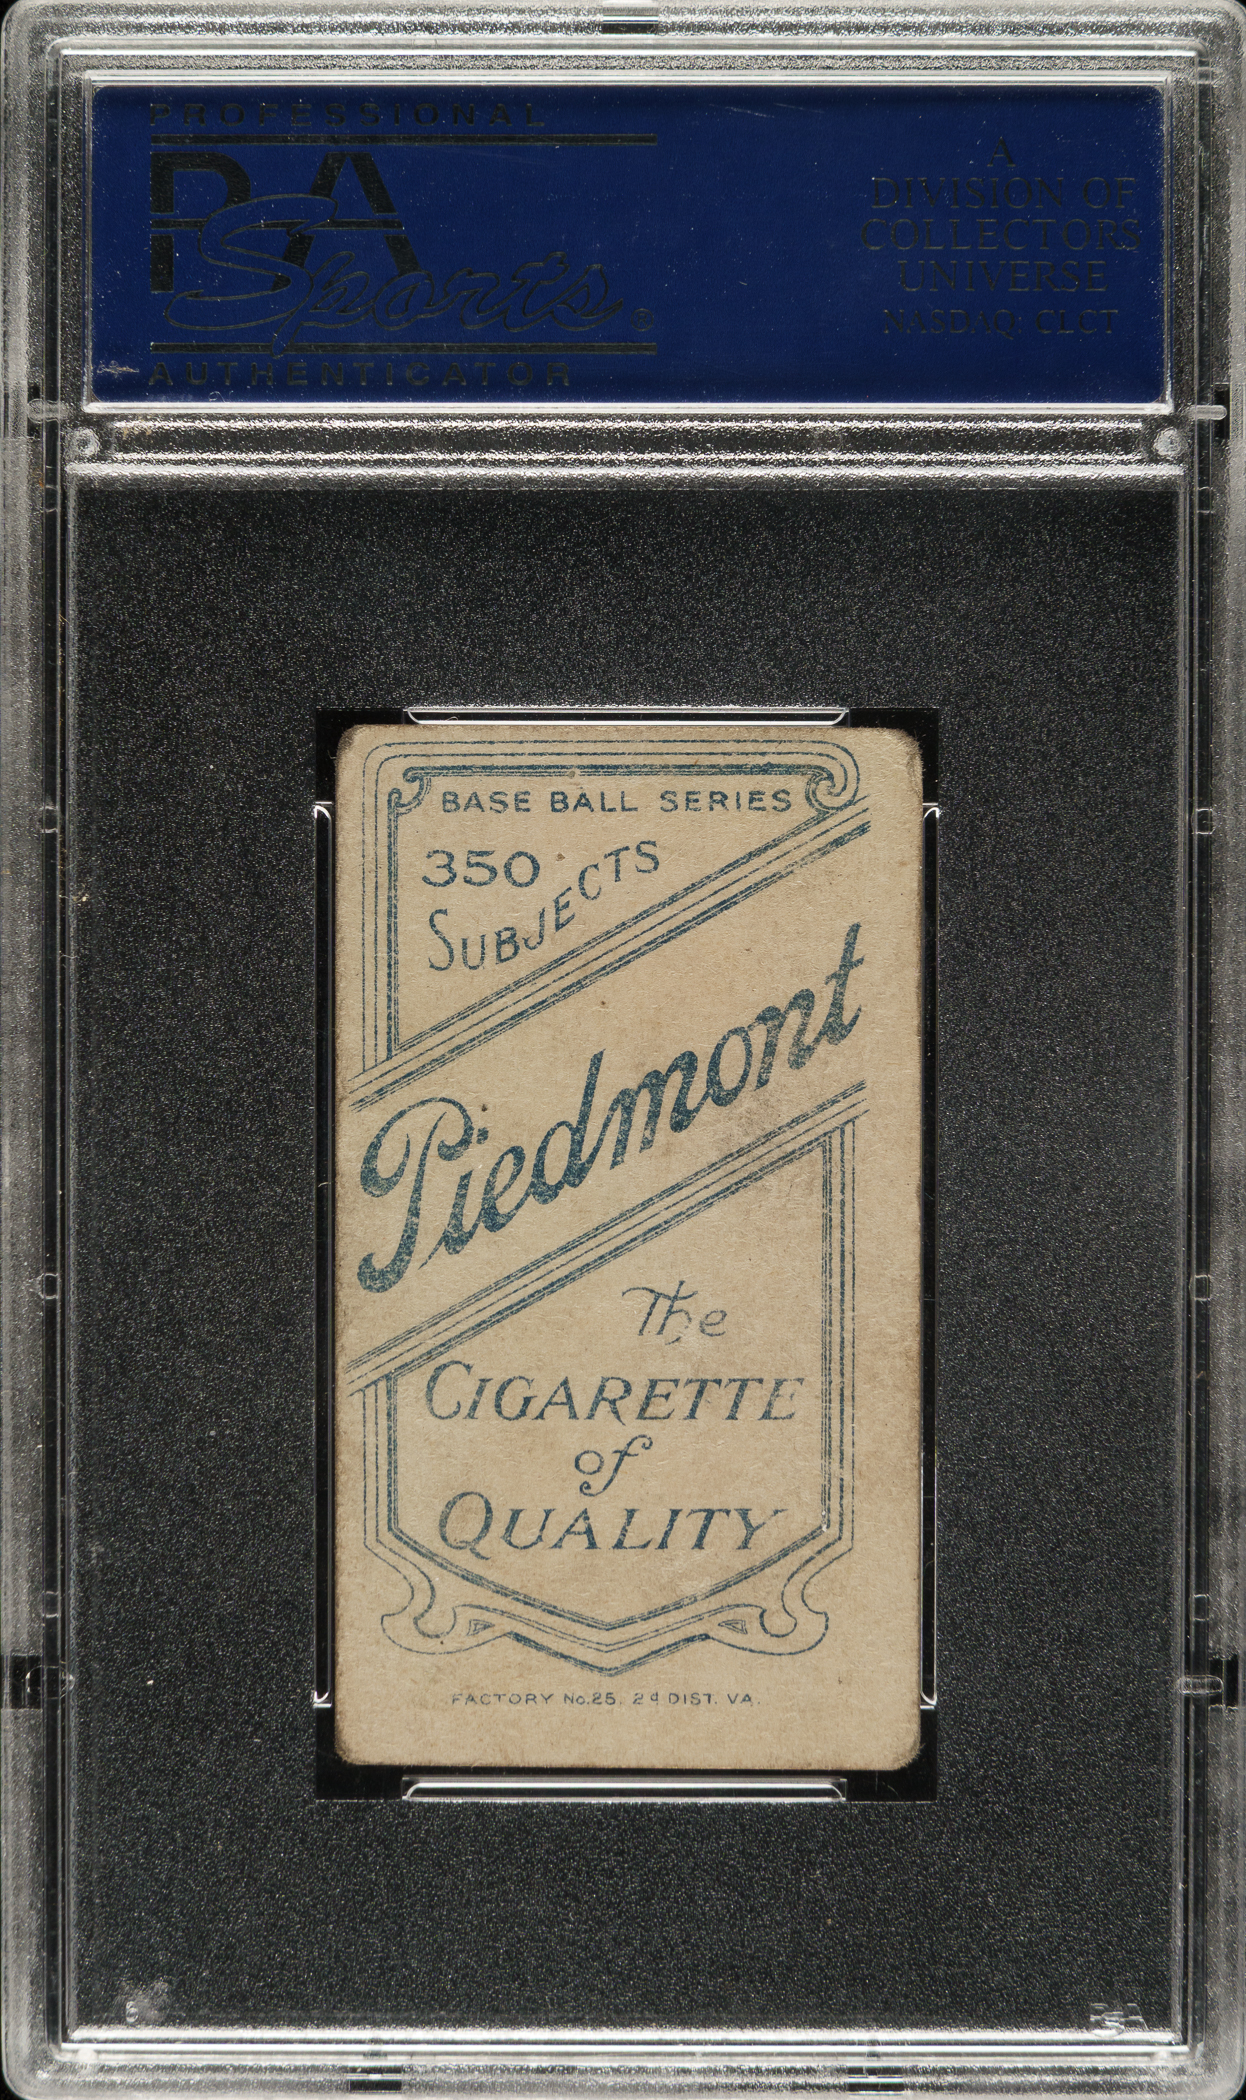 PROFESSIONAL
PSA
Sports®
AUTHENTICATOR
A
DIVISION OF
COLLECTORS
UNIVERSE
NASDAQ: CLCT
BASE BALL SERIES
350
SUBJECTS
Piedmont
The
CIGARETTE
of
QUALITY
FACTORY No. 25. 2d DIST. VA.
PSA